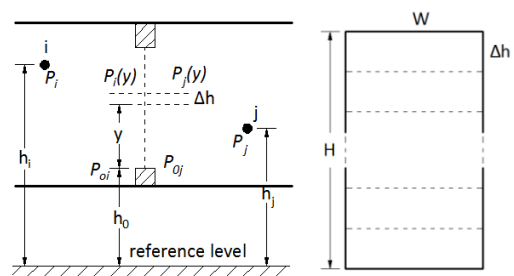 i
P_i
P_i(y)
P_j(y)
Δh
j
P_j
y
h_i
P_oi
P_0j
h_j
h_0
reference level
W
Δh
H